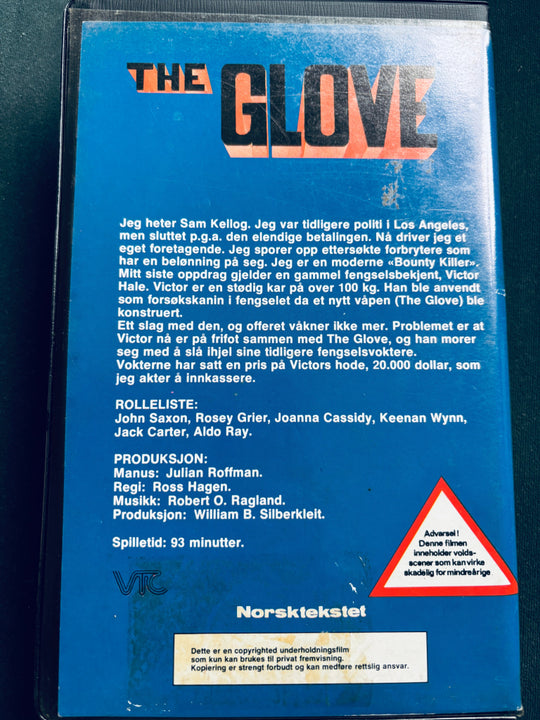 THE GLOVE
Jeg heter Sam Kellog. Jeg var tidligere politi i Los Angeles,
men sluttet p.g.a. den elendige betalingen. Nå driver jeg et
eget foretagende. Jeg sporer opp ettersøkte forbrytere som
har en belønning på seg. Jeg er en moderne «Bounty Killer».
Mitt siste oppdrag gjelder en gammel fengselsbekjent, Victor
Hale. Victor er en stødig kar på over 100 kg. Han ble anvendt
som forsøkskanin i fengselet da et nytt våpen (The Glove) ble
konstruert.
Ett slag med den, og offeret våkner ikke mer. Problemet er at
Victor nå er på frifot sammen med The Glove, og han morer
seg med å slå ihjel sine tidligere fengselsvoktere.
Vokterne har satt en pris på Victors hode, 20.000 dollar, som
jeg akter å innkassere.
ROLLELISTE:
John Saxon, Rosey Grier, Joanna Cassidy, Keenan Wynn,
Jack Carter, Aldo Ray.
PRODUKSJON:
Manus: Julian Roffman.
Regi: Ross Hagen.
Musikk: Robert O. Ragland.
Produksjon: William B. Silberkleit.
Spilletid: 93 minutter.
Advarsel!
Denne filmen
inneholder volds-
scener som kan virke
skadelig for mindreårige
VTC
Norsktekstet
Dette er en copyrighted underholdningsfilm
som kun kan brukes til privat fremvisning.
Kopiering er strengt forbudt og kan medføre rettslig ansvar.